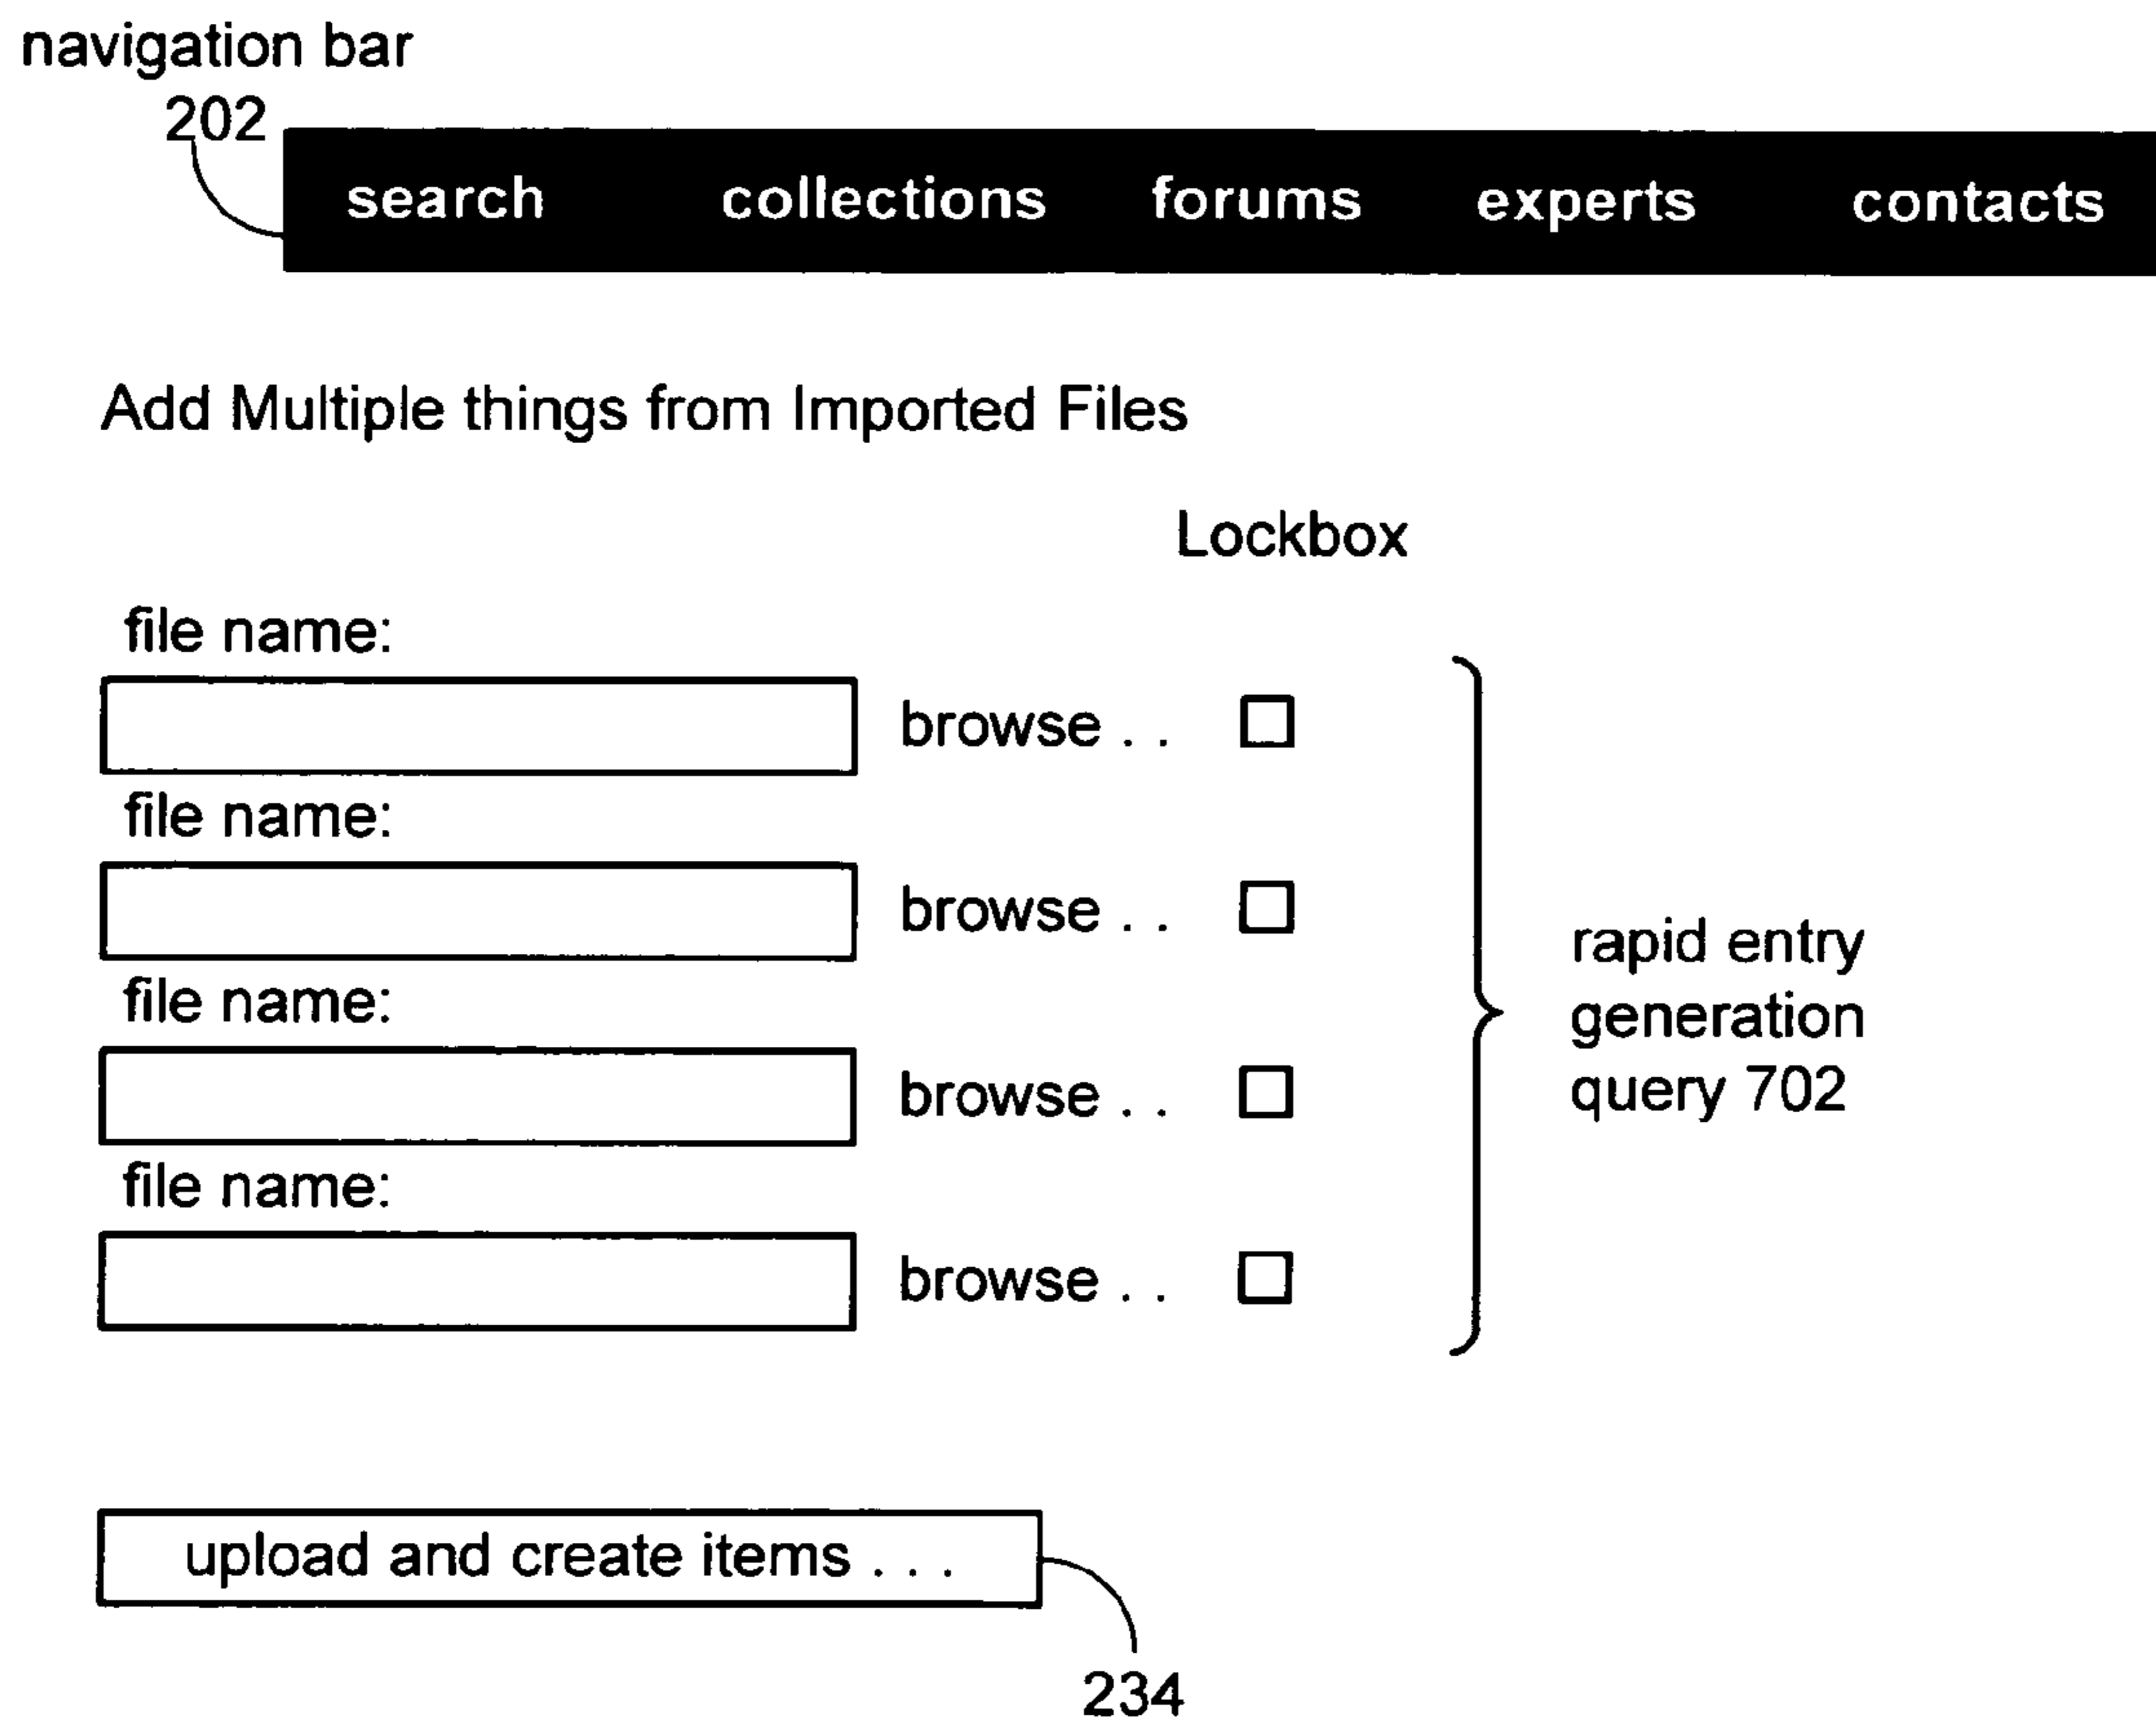 navigation bar
202
search collections forums experts contacts
Add Multiple things from Imported Files
Lockbox
file name:
browse . .
file name:
browse . .
file name:
browse . .
file name:
browse . .
rapid entry
generation
query 702
upload and create items . . .
234